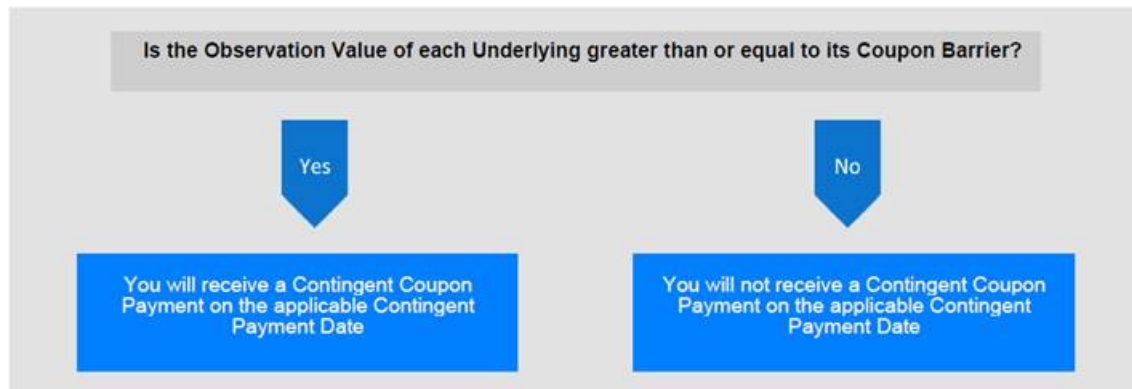 Is the Observation Value of each Underlying greater than or equal to its Coupon Barrier?
Yes
No
You will receive a Contingent Coupon
Payment on the applicable Contingent
Payment Date
You will not receive a Contingent Coupon
Payment on the applicable Contingent
Payment Date